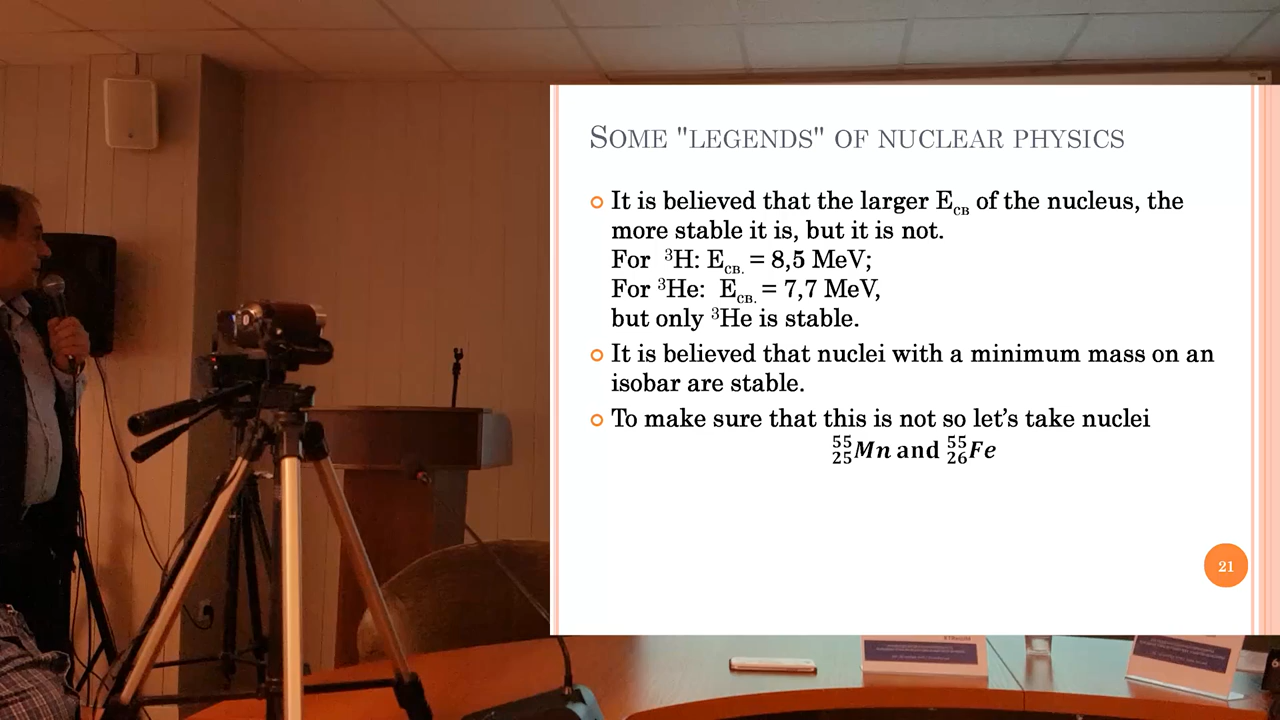 SOME "LEGENDS" OF NUCLEAR PHYSICS
It is believed that the larger Eсв of the nucleus, the
more stable it is, but it is not.
For ³H: Eсв. = 8,5 MeV;
For ³He: Eсв. = 7,7 MeV,
but only ³He is stable.
It is believed that nuclei with a minimum mass on an
isobar are stable.
To make sure that this is not so let’s take nuclei
⁵⁵₂₅Mn and ⁵⁵₂₆Fe
21